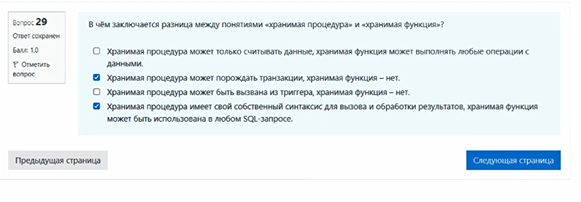 Вопрос 29
Ответ сохранен
Балл: 1.0
Отметить
вопрос
В чём заключается разница между понятиями «хранимая процедура» и «хранимая функция»?
Хранимая процедура может только считывать данные, хранимая функция может выполнять любые операции с
данными.
Хранимая процедура может порождать транзакции, хранимая функция – нет.
Хранимая процедура может быть вызвана из триггера, хранимая функция – нет.
Хранимая процедура имеет свой собственный синтаксис для вызова и обработки результатов, хранимая функция
может быть использована в любом SQL-запросе.
Предыдущая страница
Следующая страница